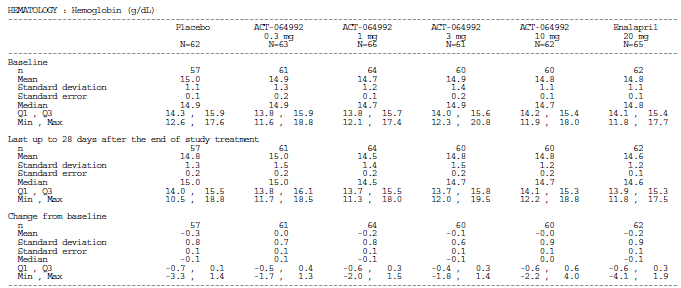 HEMATOLOGY : Hemoglobin (g/dL)
Placebo ACT-064992 ACT-064992 ACT-064992 ACT-064992 Enalapril
0.3 mg 1 mg 3 mg 10 mg 20 mg
N=62 N=63 N=66 N=61 N=62 N=65
Baseline
n 57 61 64 60 60 62
Mean 15.0 14.9 14.7 14.9 14.8 14.8
Standard deviation 1.1 1.3 1.2 1.4 1.1 1.1
Standard error 0.1 0.2 0.1 0.2 0.1 0.1
Median 14.9 14.9 14.7 14.9 14.7 14.8
Q1 , Q3 14.3 , 15.9 13.8 , 15.9 13.8 , 15.7 14.0 , 15.6 14.2 , 15.4 14.1 , 15.4
Min , Max 12.6 , 17.6 11.6 , 18.8 12.1 , 17.4 12.3 , 20.8 11.9 , 18.0 11.8 , 17.7
Last up to 28 days after the end of study treatment
n 57 61 64 60 60 62
Mean 14.8 15.0 14.5 14.8 14.8 14.6
Standard deviation 1.3 1.5 1.4 1.5 1.2 1.2
Standard error 0.2 0.2 0.2 0.2 0.2 0.1
Median 15.0 15.0 14.5 14.7 14.7 14.6
Q1 , Q3 14.0 , 15.5 13.8 , 16.1 13.7 , 15.5 13.7 , 15.8 14.1 , 15.3 13.9 , 15.3
Min , Max 10.5 , 18.8 11.7 , 18.5 11.3 , 18.0 12.0 , 19.5 12.2 , 18.8 11.8 , 17.5
Change from baseline
n 57 61 64 60 60 62
Mean -0.3 0.0 -0.2 -0.1 -0.0 -0.2
Standard deviation 0.8 0.7 0.8 0.6 0.9 0.9
Standard error 0.1 0.1 0.1 0.1 0.1 0.1
Median -0.1 0.1 -0.1 -0.1 0.0 -0.1
Q1 , Q3 -0.7 , 0.1 -0.5 , 0.4 -0.6 , 0.3 -0.4 , 0.3 -0.6 , 0.6 -0.6 , 0.3
Min , Max -3.3 , 1.4 -1.7 , 1.3 -2.0 , 1.5 -1.8 , 1.4 -2.2 , 4.0 -4.1 , 1.9